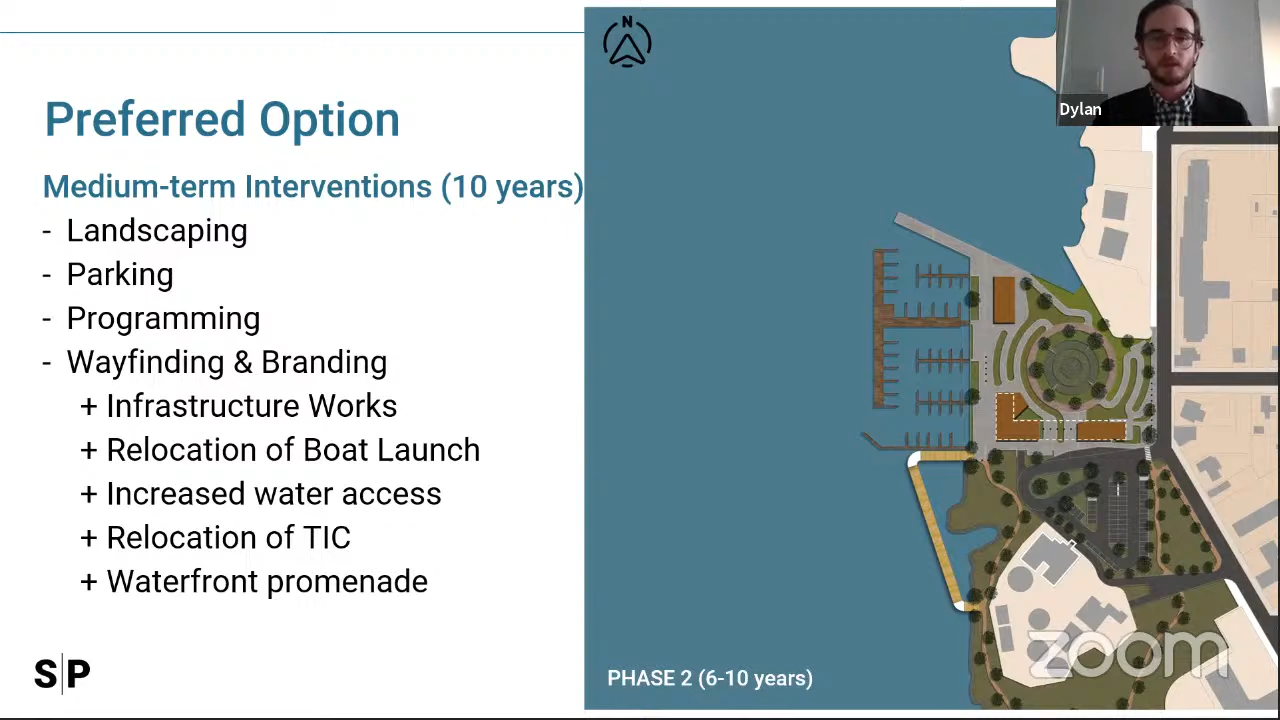 Preferred Option
Medium-term Interventions (10 years)
- Landscaping
- Parking
- Programming
- Wayfinding & Branding
+ Infrastructure Works
+ Relocation of Boat Launch
+ Increased water access
+ Relocation of TIC
+ Waterfront promenade
S|P
N
PHASE 2 (6-10 years)
Dylan
zoom